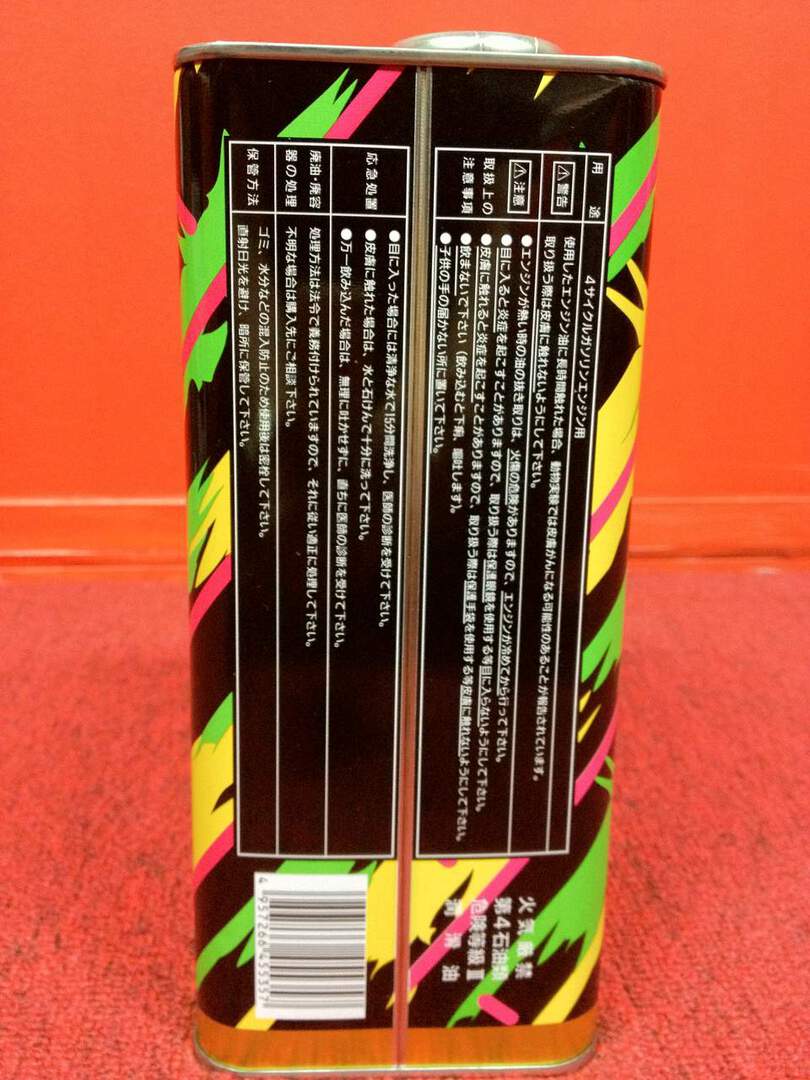 用途
4サイクルガソリンエンジン用
⚠警告
使用したエンジン油に長時間触れた場合、動物実験では皮膚がんになる可能性のあることが報告されています。
取り扱う際は皮膚に触れないようにして下さい。
⚠注意
●エンジンが熱い時の油の抜き取りは、火傷の危険がありますので、エンジンが冷めてから行って下さい。
取扱上の
注意事項
●目に入ると炎症を起こすことがありますので、取り扱う際は保護眼鏡を使用する等目に入らないようにして下さい。
●皮膚に触れると炎症を起こすことがありますので、取り扱う際は保護手袋を使用する等皮膚に触れないようにして下さい。
●飲まないで下さい(飲み込むと下痢、嘔吐します)。
●子供の手の届かない所に置いて下さい。
応急処置
●目に入った場合には清浄な水で15分間洗浄し、医師の診断を受けて下さい。
●皮膚に触れた場合は、水と石けんで十分に洗って下さい。
●万一飲み込んだ場合は、無理に吐かせずに、直ちに医師の診断を受けて下さい。
廃油・廃容
器の処理
処理方法は法令で義務付けられていますので、それに従い適正に処理して下さい。
不明な場合は購入先にご相談下さい。
保管方法
ゴミ、水分などの混入防止のため使用後は密栓して下さい。
直射日光を避け、暗所に保管して下さい。
火気厳禁
第4石油類
危険等級Ⅲ
潤滑油
4957266455357